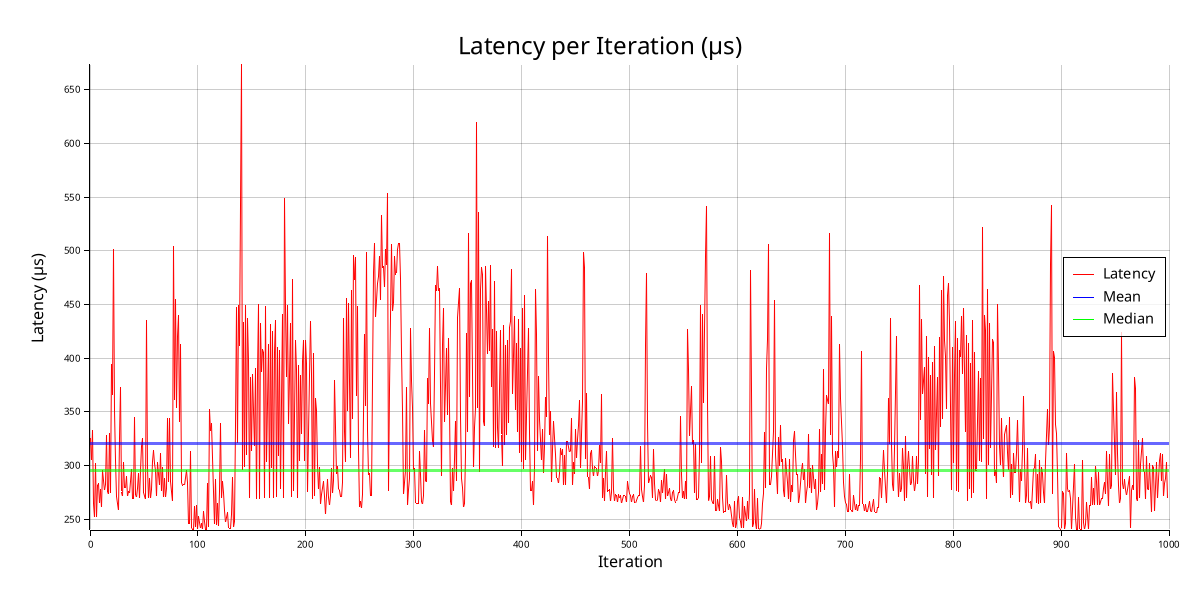 Latency per Iteration (µs)
Latency (µs)
650
600
550
500
450
400
350
300
250
Latency
Mean
Median
0 100 200 300 400 500 600 700 800 900 1000
Iteration